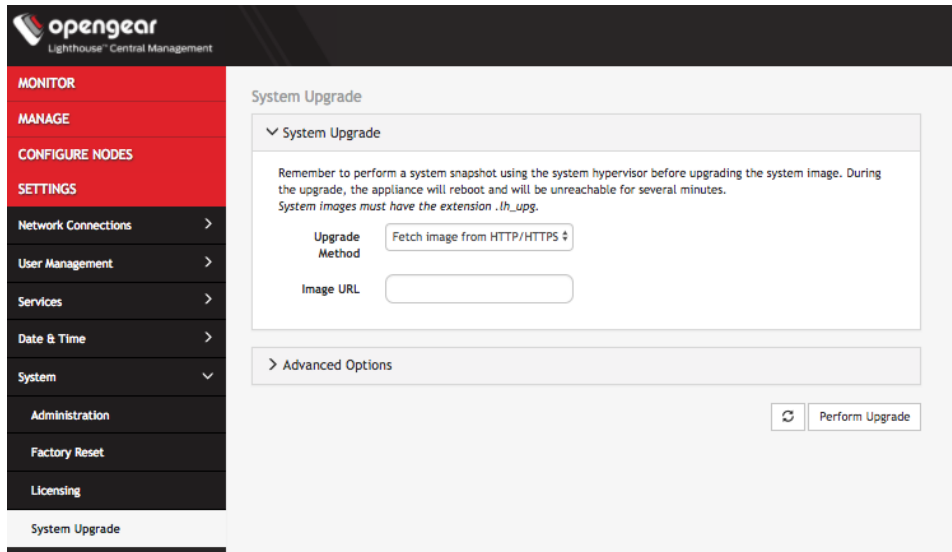 opengear
Lighthouse™ Central Management
MONITOR
MANAGE
CONFIGURE NODES
SETTINGS
Network Connections
User Management
Services
Date & Time
System
Administration
Factory Reset
Licensing
System Upgrade
System Upgrade
System Upgrade
Remember to perform a system snapshot using the system hypervisor before upgrading the system image. During
the upgrade, the appliance will reboot and will be unreachable for several minutes.
System images must have the extension .lh_upg.
Upgrade
Method
Fetch image from HTTP/HTTPS
Image URL
Advanced Options
Perform Upgrade